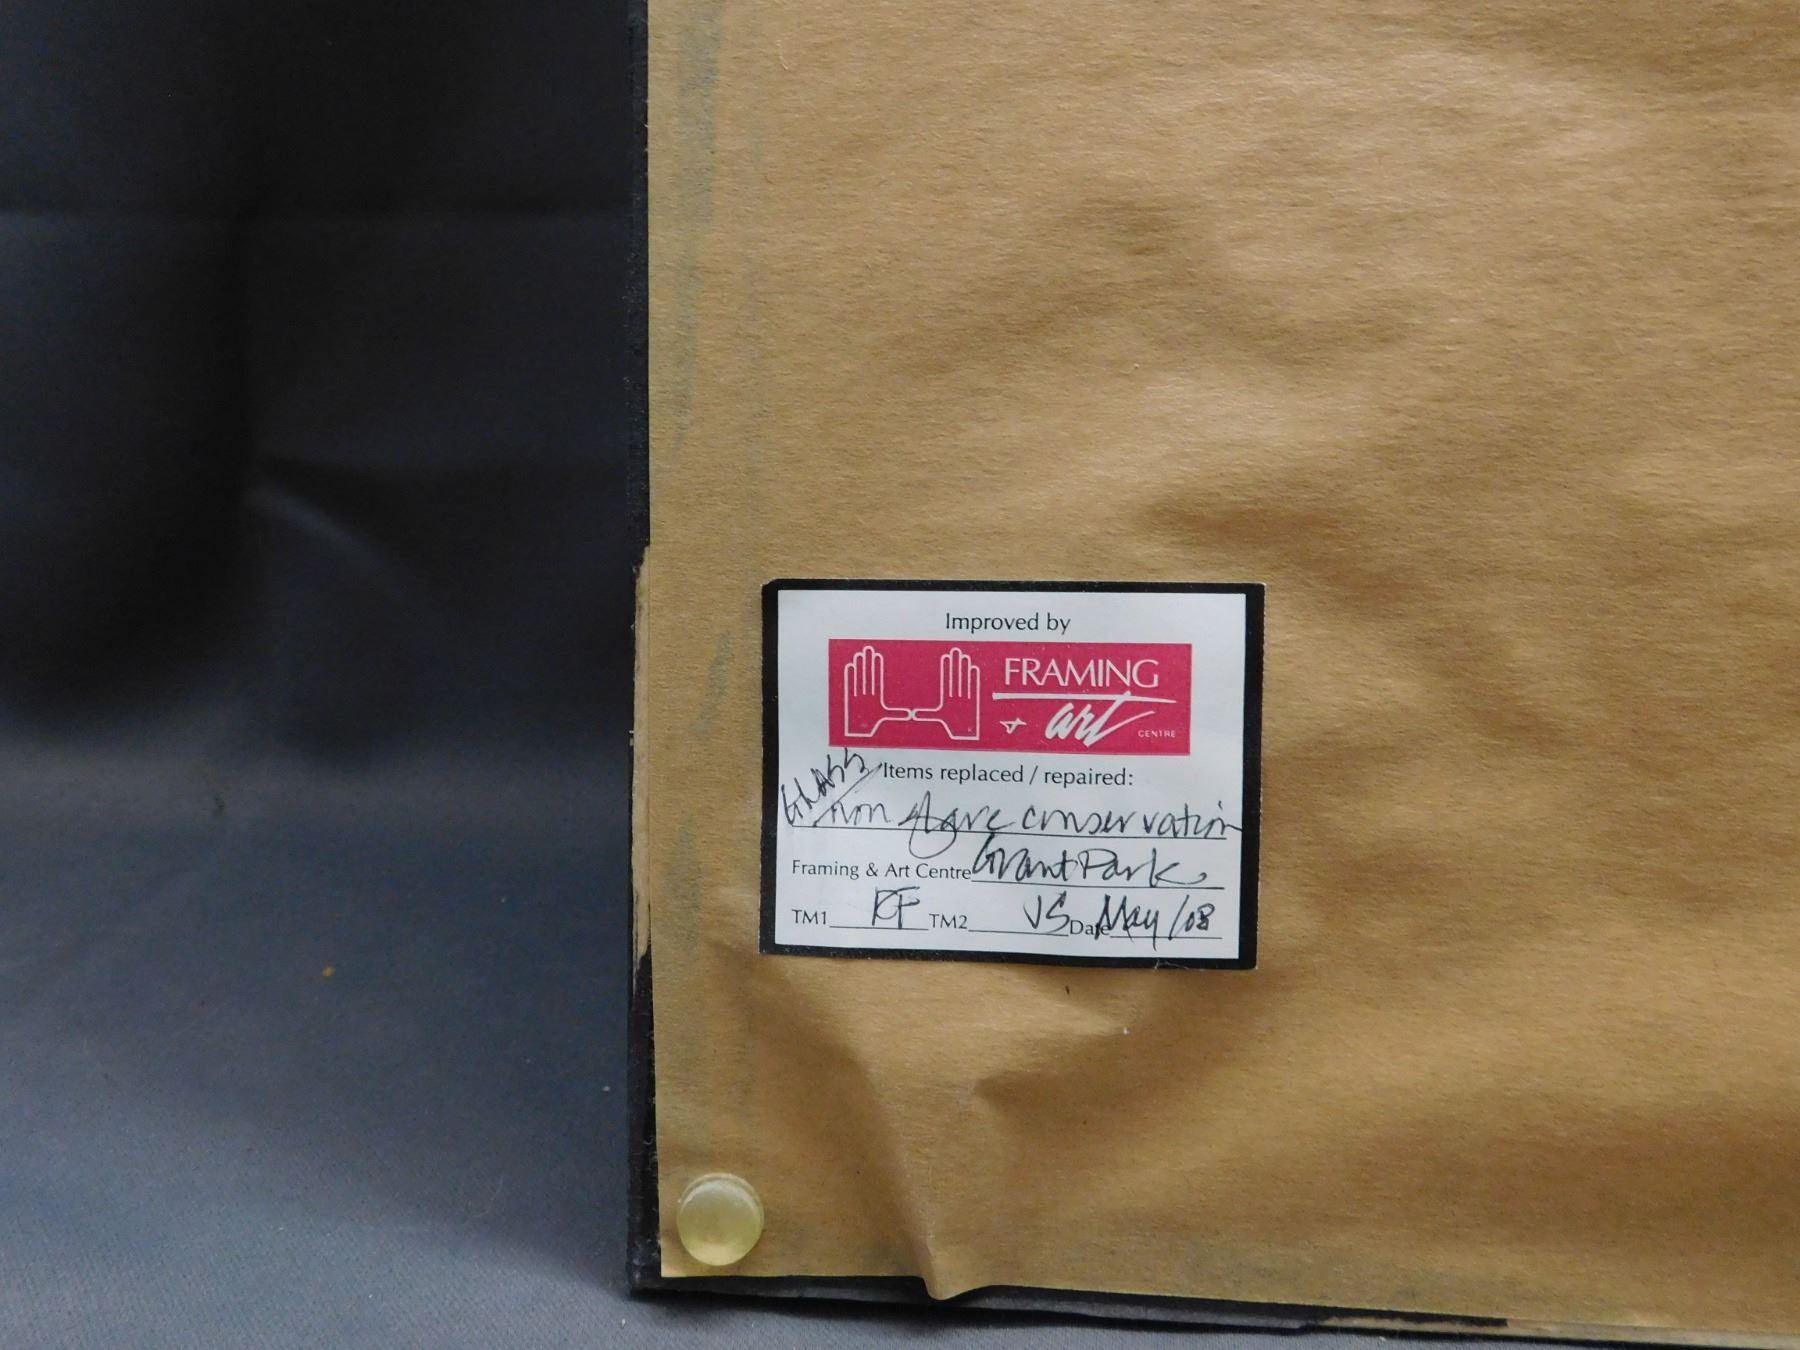 Improved by
FRAMING
& art CENTRE
Items replaced / repaired:
GLASS
non glare conservation
Framing & Art Centre Grant Park
TM1 KF TM2 VS Date May/08